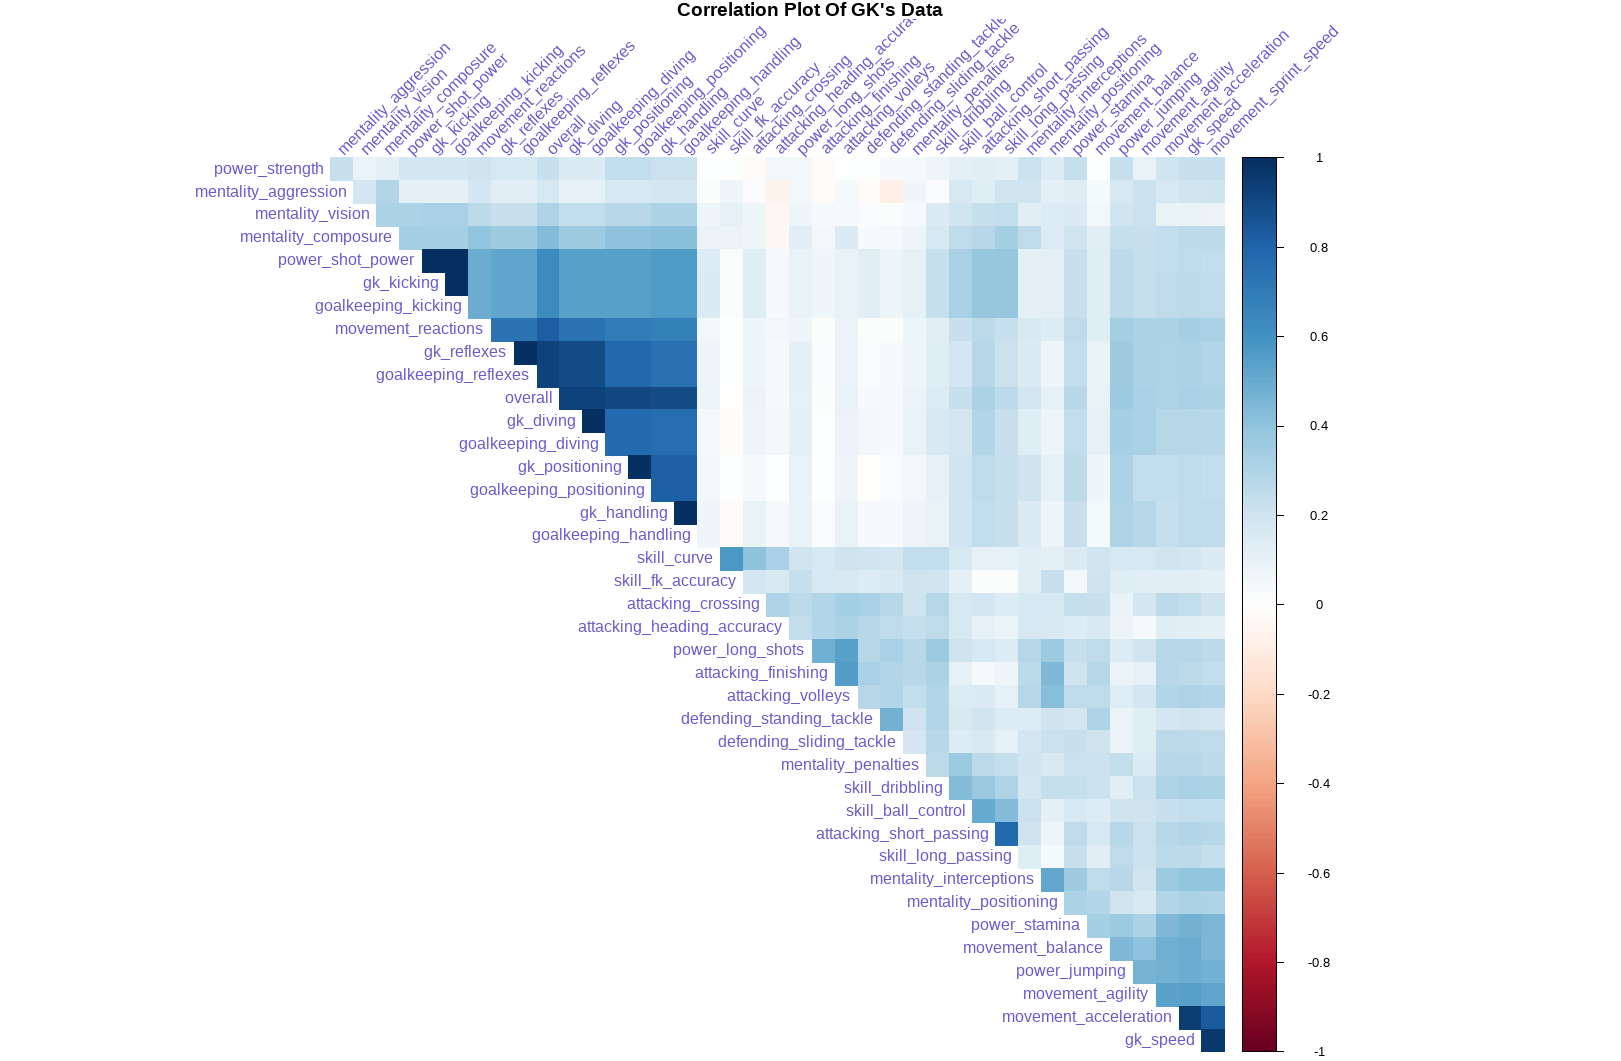 Correlation Plot Of GK's Data
mentality_aggression
mentality_vision
mentality_composure
power_shot_power
gk_kicking
goalkeeping_kicking
movement_reactions
gk_reflexes
goalkeeping_reflexes
overall
gk_diving
goalkeeping_diving
gk_positioning
goalkeeping_positioning
gk_handling
goalkeeping_handling
skill_curve
skill_fk_accuracy
attacking_crossing
attacking_heading_accurac
power_long_shots
attacking_finishing
attacking_volleys
defending_standing_tackle
defending_sliding_tackle
mentality_penalties
skill_dribbling
skill_ball_control
attacking_short_passing
skill_long_passing
mentality_interceptions
mentality_positioning
power_stamina
movement_balance
power_jumping
movement_agility
movement_acceleration
gk_speed
movement_sprint_speed
power_strength
mentality_aggression
mentality_vision
mentality_composure
power_shot_power
gk_kicking
goalkeeping_kicking
movement_reactions
gk_reflexes
goalkeeping_reflexes
overall
gk_diving
goalkeeping_diving
gk_positioning
goalkeeping_positioning
gk_handling
goalkeeping_handling
skill_curve
skill_fk_accuracy
attacking_crossing
attacking_heading_accuracy
power_long_shots
attacking_finishing
attacking_volleys
defending_standing_tackle
defending_sliding_tackle
mentality_penalties
skill_dribbling
skill_ball_control
attacking_short_passing
skill_long_passing
mentality_interceptions
mentality_positioning
power_stamina
movement_balance
power_jumping
movement_agility
movement_acceleration
gk_speed
1
0.8
0.6
0.4
0.2
0
-0.2
-0.4
-0.6
-0.8
-1